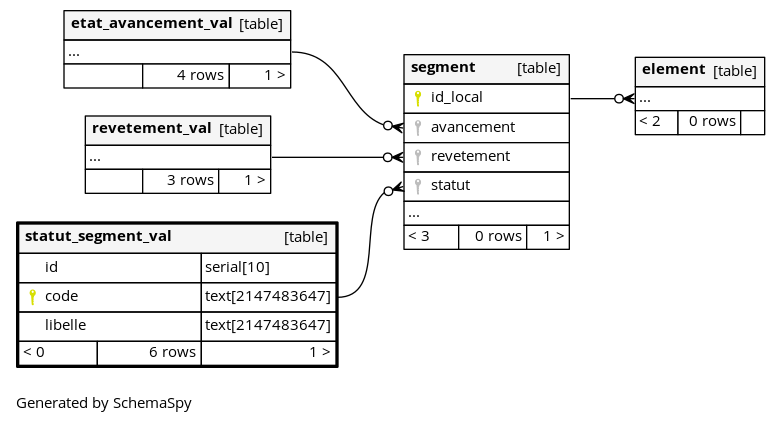 etat_avancement_val [table]
...
4 rows 1 >
revetement_val [table]
...
3 rows 1 >
statut_segment_val [table]
id serial[10]
code text[2147483647]
libelle text[2147483647]
< 0 6 rows 1 >
segment [table]
id_local
avancement
revetement
statut
...
< 3 0 rows 1 >
element [table]
...
< 2 0 rows
Generated by SchemaSpy